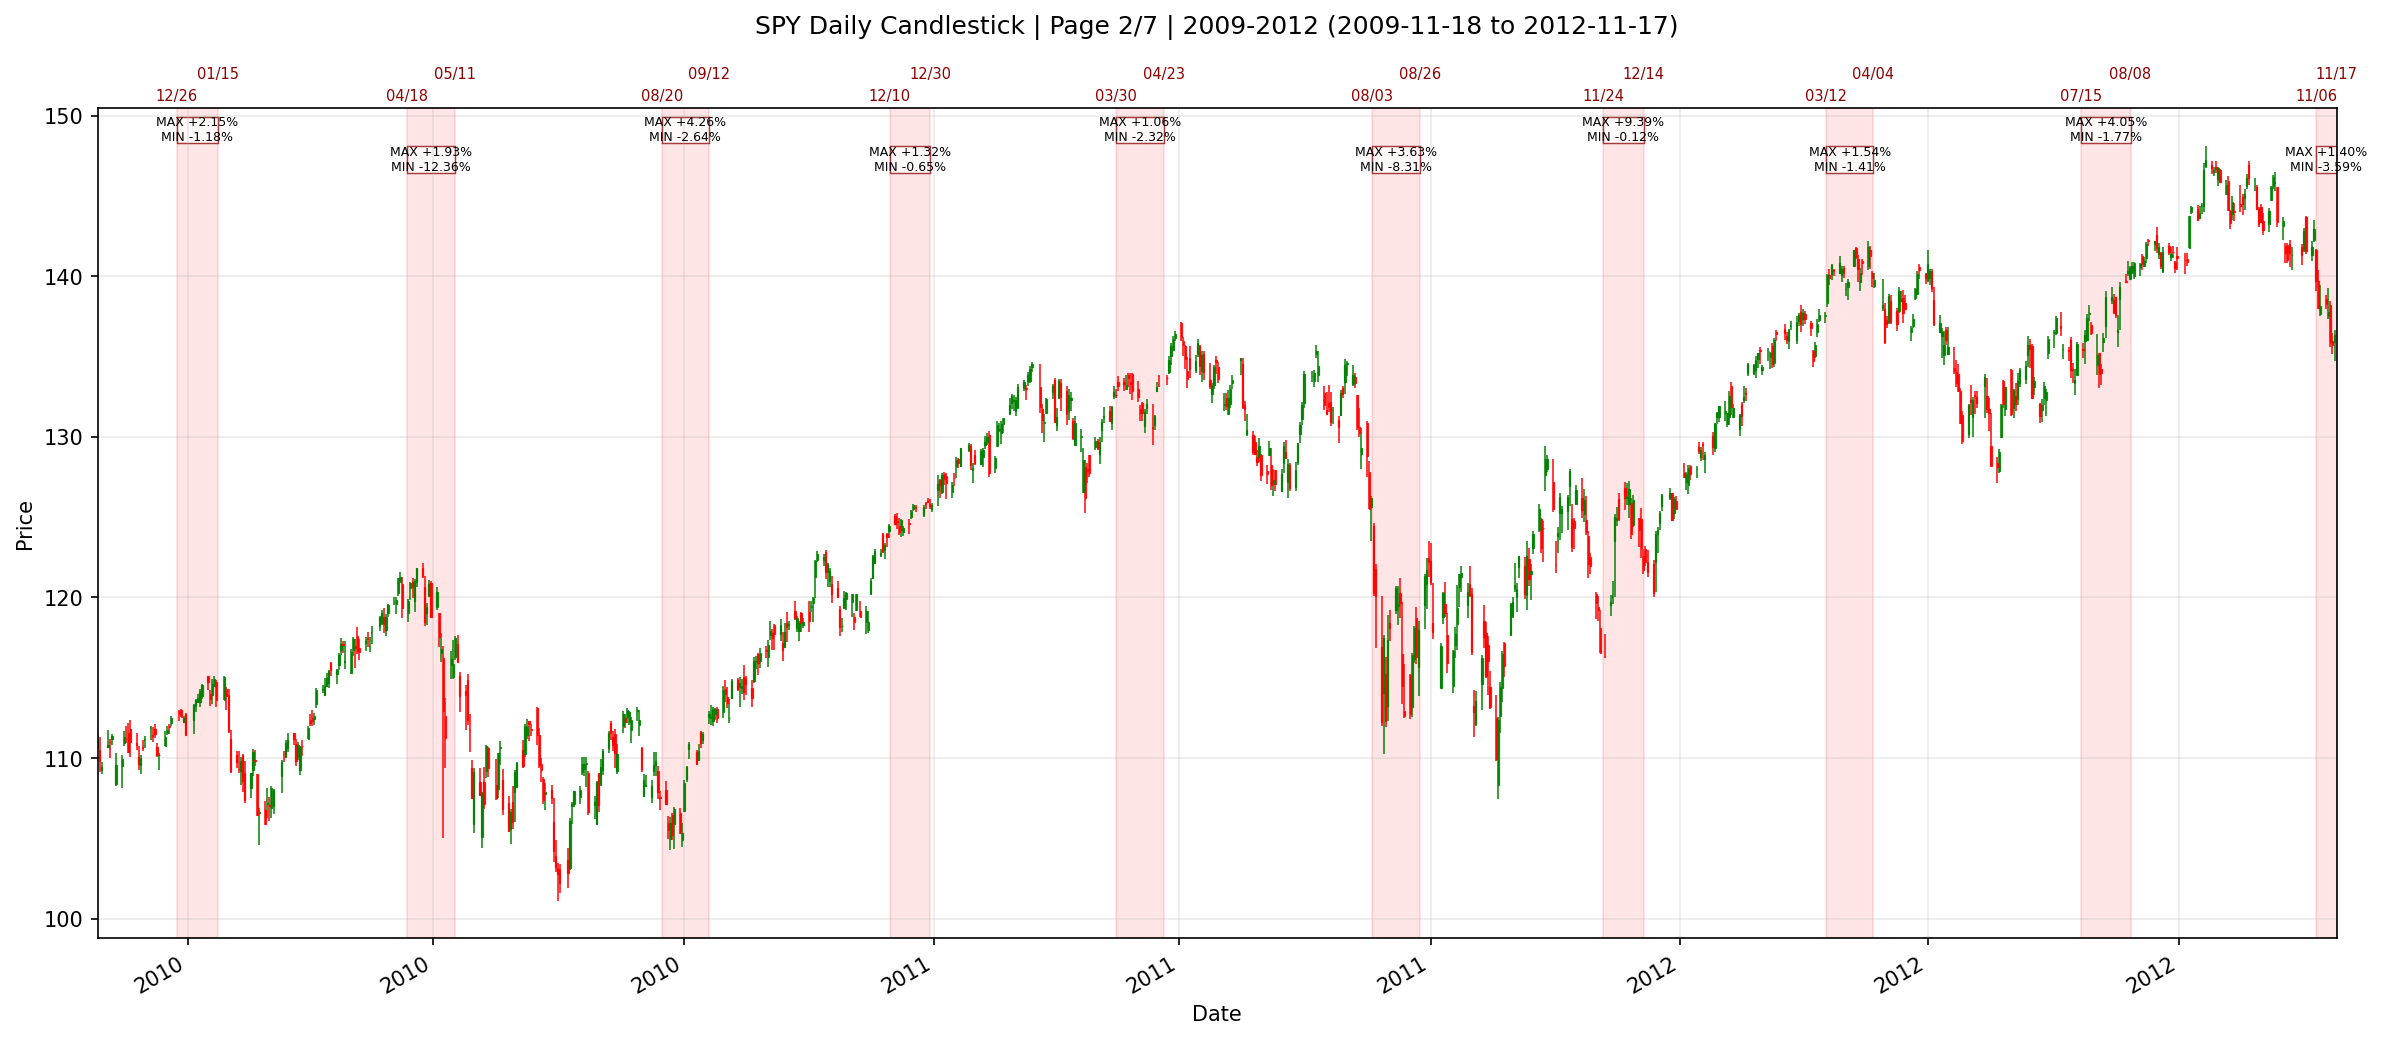 SPY Daily Candlestick | Page 2/7 | 2009-2012 (2009-11-18 to 2012-11-17)
01/15 05/11 09/12 12/30 04/23 08/26 12/14 04/04 08/08 11/17
12/26 04/18 08/20 12/10 03/30 08/03 11/24 03/12 07/15 11/06
MAX +2.15% MAX +4.26% MAX +1.06% MAX +9.39% MAX +4.05%
MIN -1.18% MIN -2.64% MIN -2.32% MIN -0.12% MIN -1.77%
MAX +1.93% MAX +1.32% MAX +3.63% MAX +1.54% MAX +1.40%
MIN -12.36% MIN -0.65% MIN -8.31% MIN -1.41% MIN -3.59%
150
140
130
120
110
100
Price
2010 2010 2010 2011 2011 2011 2012 2012 2012
Date